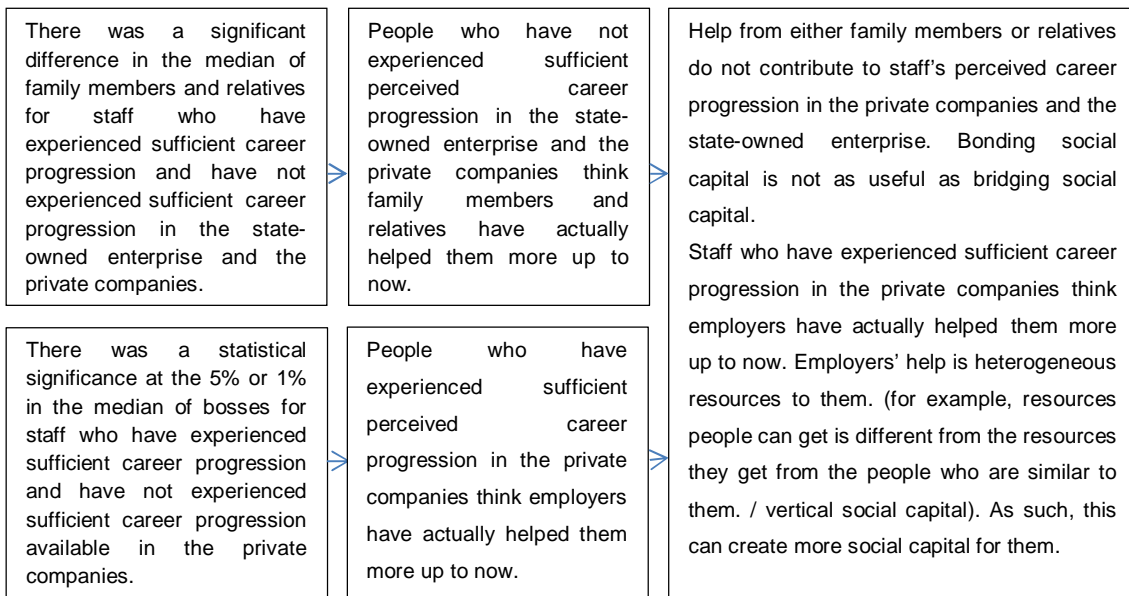 There was a significant
difference in the median of
family members and relatives
for staff who have
experienced sufficient career
progression and have not
experienced sufficient career
progression in the state-
owned enterprise and the
private companies.
People who have not
experienced sufficient
perceived career
progression in the state-
owned enterprise and the
private companies think
family members and
relatives have actually
helped them more up to
now.
Help from either family members or relatives
do not contribute to staff's perceived career
progression in the private companies and the
state-owned enterprise. Bonding social
capital is not as useful as bridging social
capital.
Staff who have experienced sufficient career
progression in the private companies think
employers have actually helped them more
up to now. Employers' help is heterogeneous
resources to them. (for example, resources
people can get is different from the resources
they get from the people who are similar to
them. / vertical social capital). As such, this
can create more social capital for them.
There was a statistical
significance at the 5% or 1%
in the median of bosses for
staff who have experienced
sufficient career progression
and have not experienced
sufficient career progression
available in the private
companies.
People who have
experienced sufficient
perceived career
progression in the private
companies think employers
have actually helped them
more up to now.